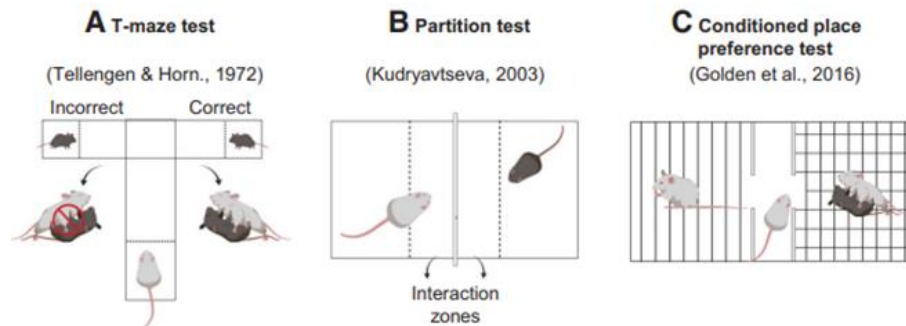 A T-maze test
(Tellengen & Horn., 1972)
Incorrect
Correct
B Partition test
(Kudryavtseva, 2003)
Interaction
zones
C Conditioned place
preference test
(Golden et al., 2016)